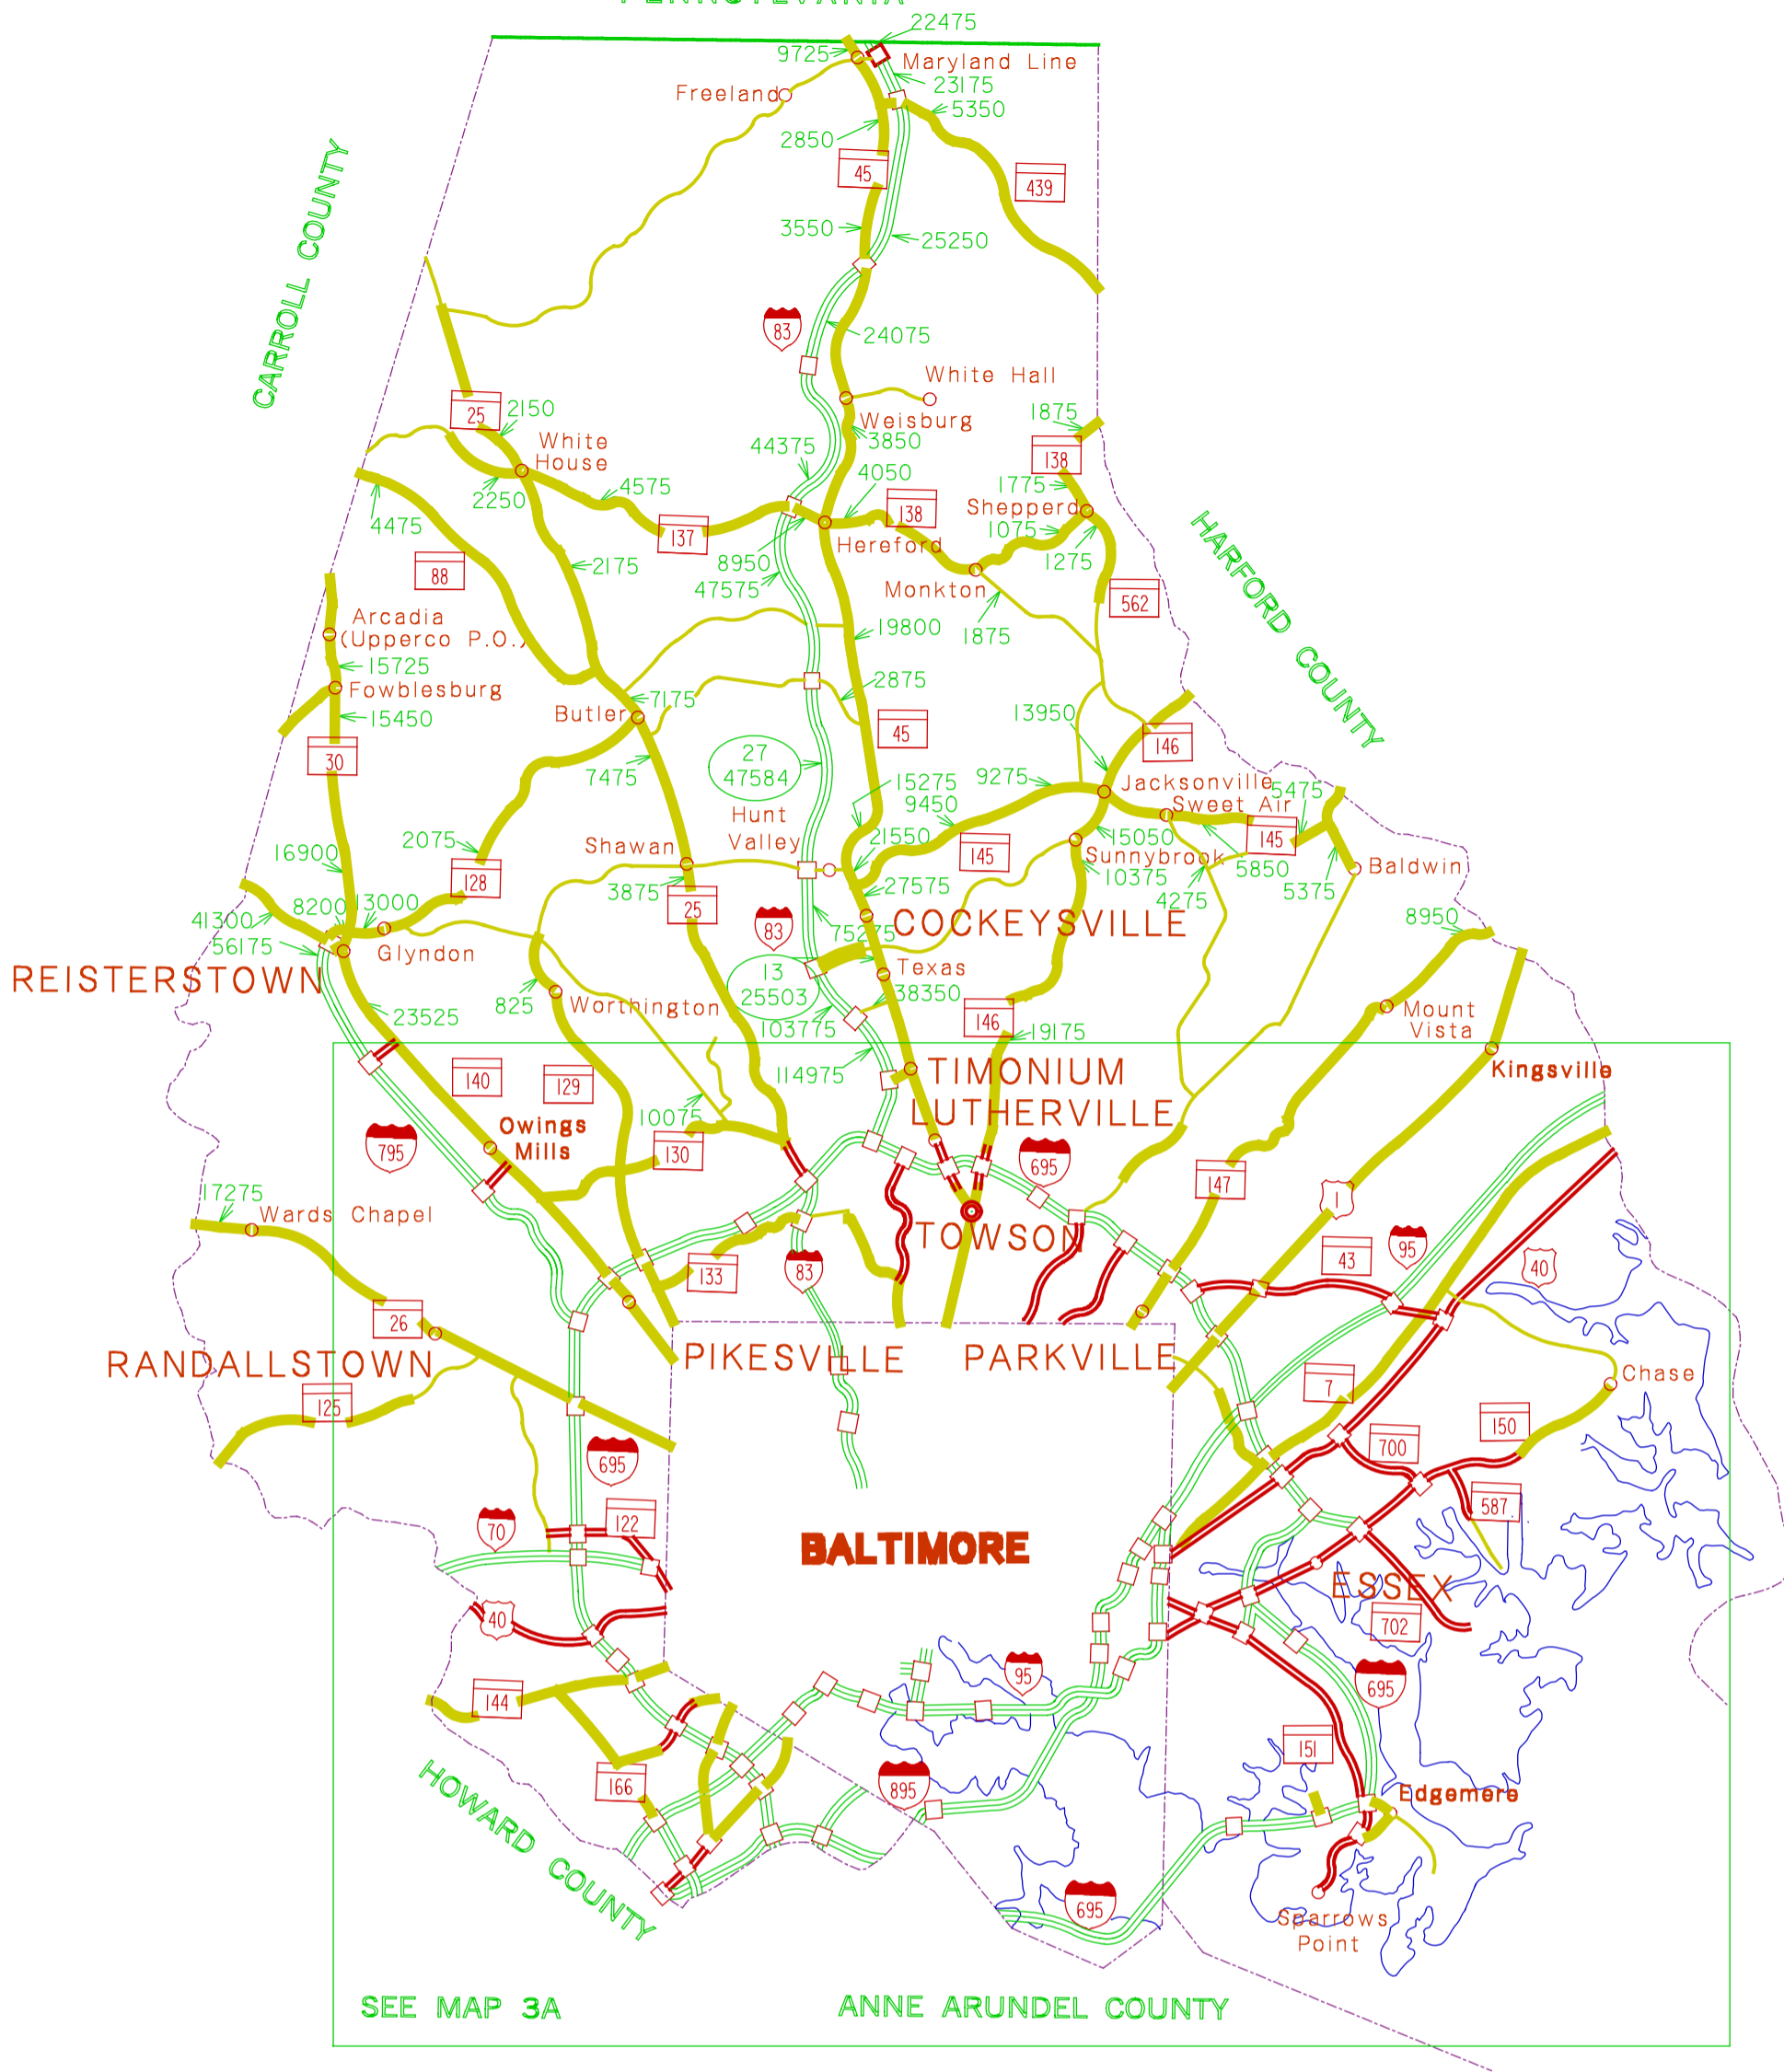 PENNSYLVANIA
22475
9725
Maryland Line
23175
Freeland
5350
2850
45
439
CARROLL COUNTY
3550
25250
83
24075
White Hall
25
2150
1875
Weisburg
White
House
44375
3850
138
2250
4575
4050
1775
4475
138
Shepperd
137
1075
Hereford
8950
1275
88
2175
47575
Monkton
HARFORD COUNTY
562
Arcadia
(Upperco P.O.)
19800
1875
15725
Fowblesburg
2875
15450
7175
Butler
13950
45
146
30
27
47584
7475
15275
9275
Jacksonville
5475
9450
Sweet Air
Hunt
Valley
2075
21550
15050
145
16900
Shawan
145
Sunnybrook
5850
Baldwin
128
3875
27575
10375
4275
5375
25
8200
13000
83
41300
COCKEYSVILLE
8950
56175
75275
Glyndon
REISTERSTOWN
Texas
13
25503
38350
825
Worthington
Mount
Vista
23525
103775
146
19175
114975
TIMONIUM
Kingsville
140
129
LUTHERVILLE
10075
Owings
Mills
795
130
695
147
17275
Wards Chapel
1
TOWSON
43
95
40
133
83
26
RANDALLSTOWN
PIKESVILLE
PARKVILLE
Chase
7
125
150
700
695
587
70
122
BALTIMORE
ESSEX
40
702
95
695
144
151
166
895
Edgemere
HOWARD COUNTY
695
Sparrows
Point
SEE MAP 3A
ANNE ARUNDEL COUNTY